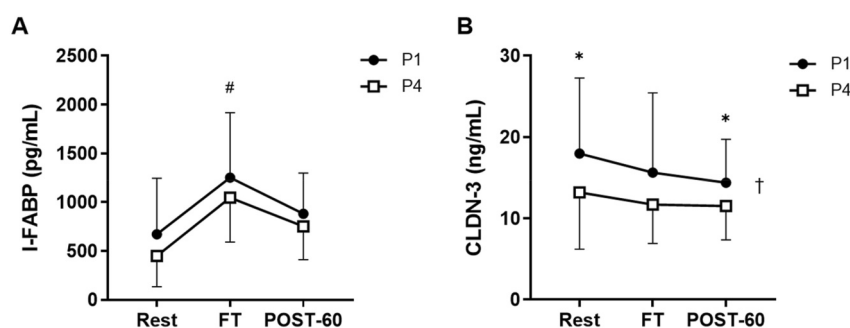 A
I-FABP (pg/mL)
2500
2000
1500
1000
500
0
#
Rest FT POST-60
P1
P4
B
CLDN-3 (ng/mL)
30
20
10
0
*
*
†
Rest FT POST-60
P1
P4